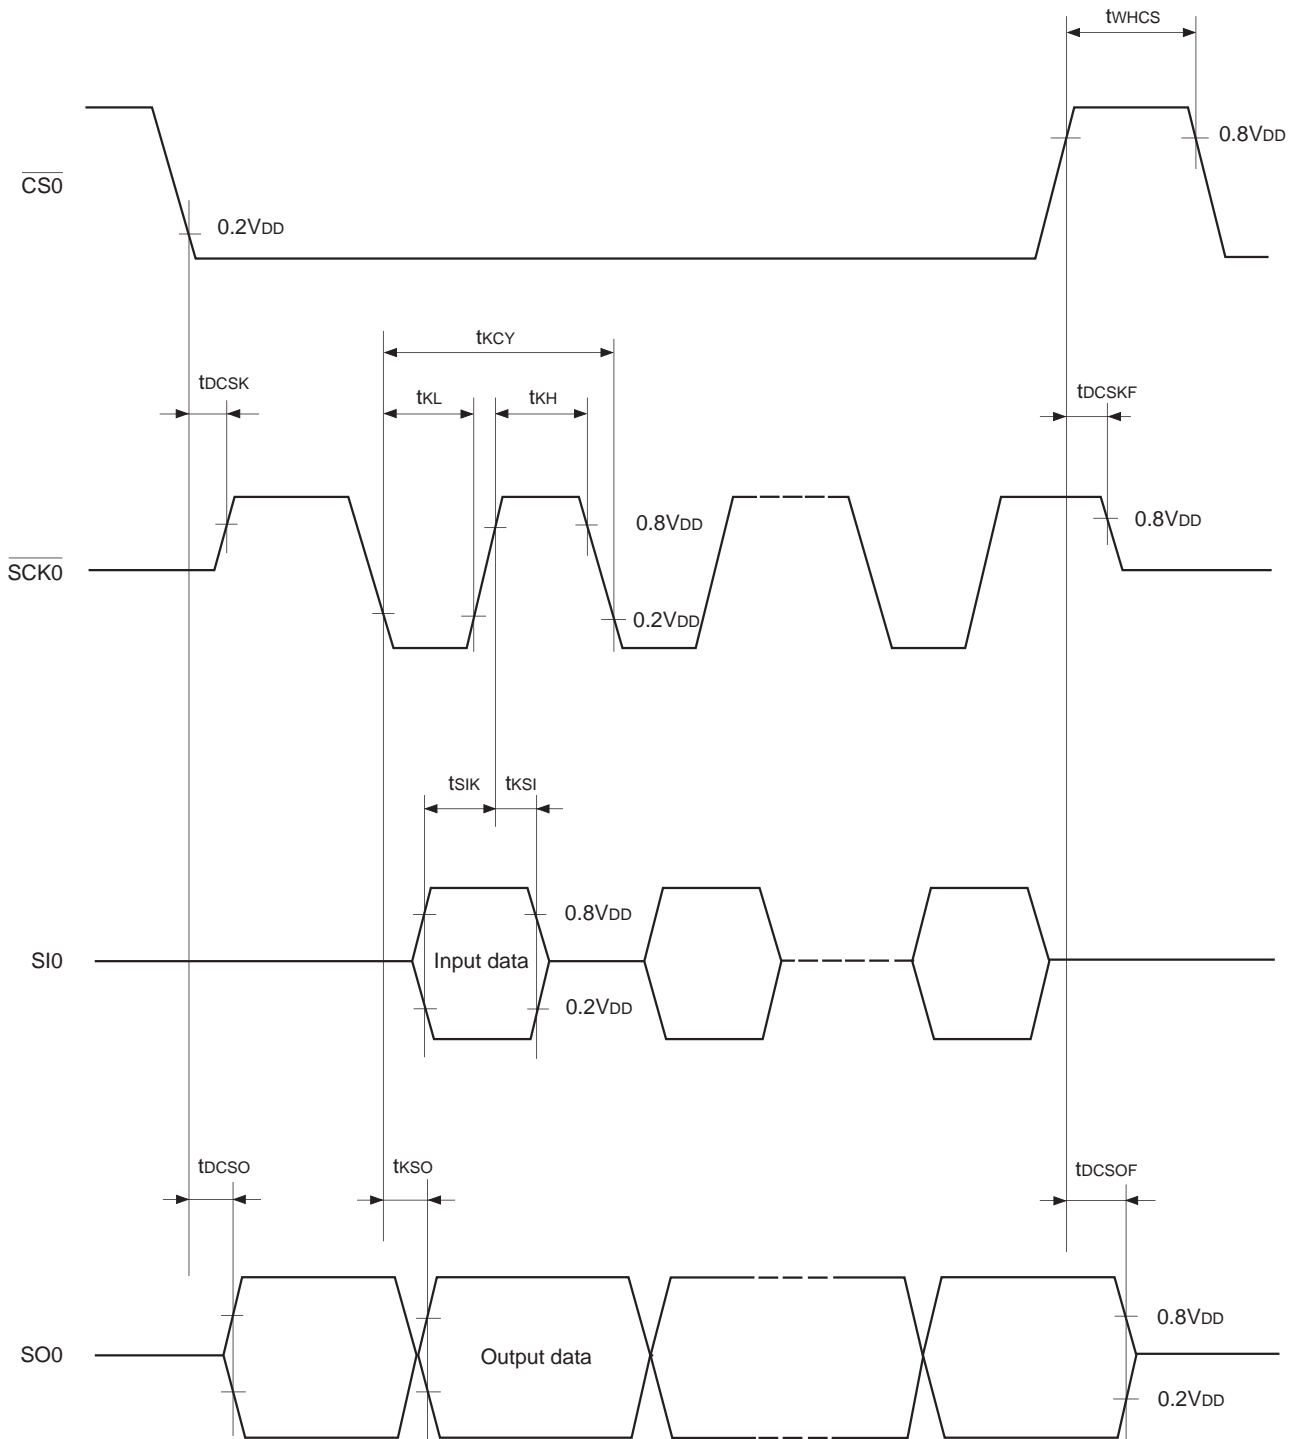 tWHCS
0.8VDD
CS0
0.2VDD
tKCY
tDCSK
tKL
tKH
tDCSKF
0.8VDD
0.8VDD
SCK0
0.2VDD
tSIK
tKSI
0.8VDD
SI0
Input data
0.2VDD
tDCSO
tKSO
tDCSOF
0.8VDD
SO0
Output data
0.2VDD